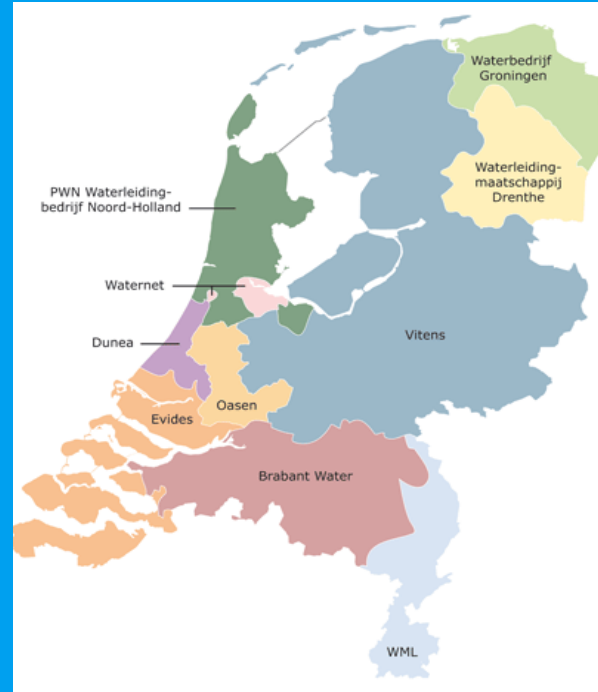 Waterbedrijf
Groningen
Waterleiding-
maatschappij
Drenthe
PWN Waterleiding-
bedrijf Noord-Holland
Waternet
Vitens
Dunea
Oasen
Evides
Brabant Water
WML